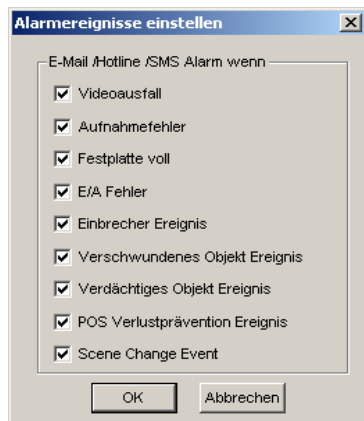 Alarmereignisse einstellen
E-Mail /Hotline /SMS Alarm wenn
Videoausfall
Aufnahmefehler
Festplatte voll
E/A Fehler
Einbrecher Ereignis
Verschwundenes Objekt Ereignis
Verdächtiges Objekt Ereignis
POS Verlustprävention Ereignis
Scene Change Event
OK Abbrechen